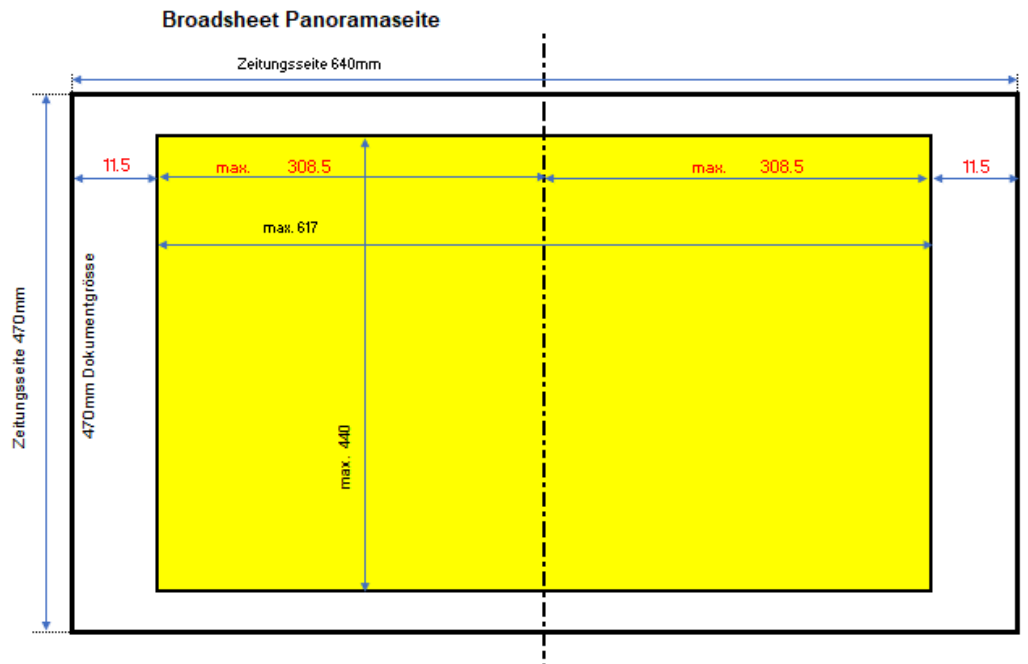 Broadsheet Panoramaseite
Zeitungsseite 640mm
11.5
max. 308.5
max. 308.5
11.5
max. 617
Zeitungsseite 470mm
470mm Dokumentgrösse
max. 440